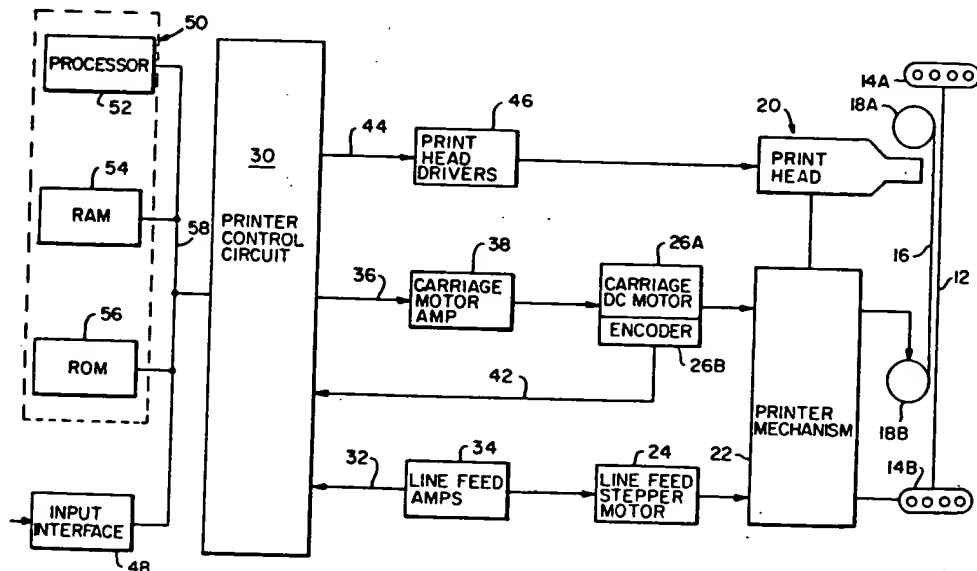 50
PROCESSOR
52
54
RAM
58
56
ROM
INPUT
INTERFACE
48
30
PRINTER
CONTROL
CIRCUIT
44
46
PRINT
HEAD
DRIVERS
36
38
CARRIAGE
MOTOR
AMP
26A
CARRIAGE
DC MOTOR
ENCODER
26B
42
32
34
LINE FEED
AMPS
24
LINE FEED
STEPPER
MOTOR
20
PRINT
HEAD
22
PRINTER
MECHANISM
14A
18A
16
12
18B
14B